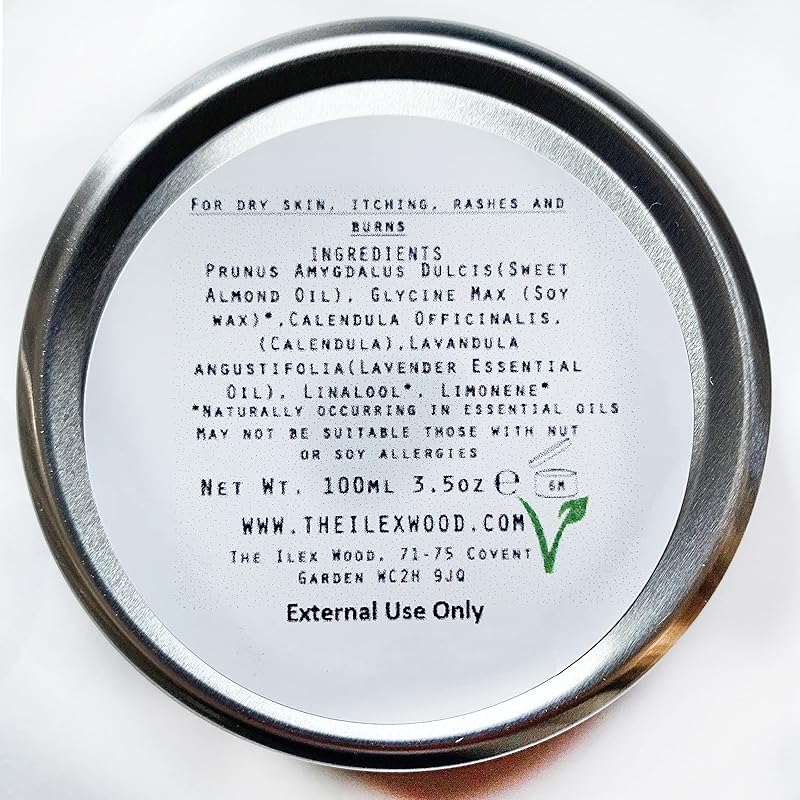 For dry skin, itching, rashes and
burns
INGREDIENTS
Prunus Amygdalus Dulcis(Sweet
Almond Oil), Glycine Max (Soy
wax)*,Calendula Officinalis,
(Calendula),Lavandula
angustifolia(Lavender Essential
Oil), Linalool*, Limonene*
*Naturally occurring in essential oils
May not be suitable those with nut
or soy allergies
Net Wt. 100ml 3.5oz e 6M
www.theilexwood.com
The Ilex Wood, 71-75 Covent
Garden WC2H 9JQ
External Use Only